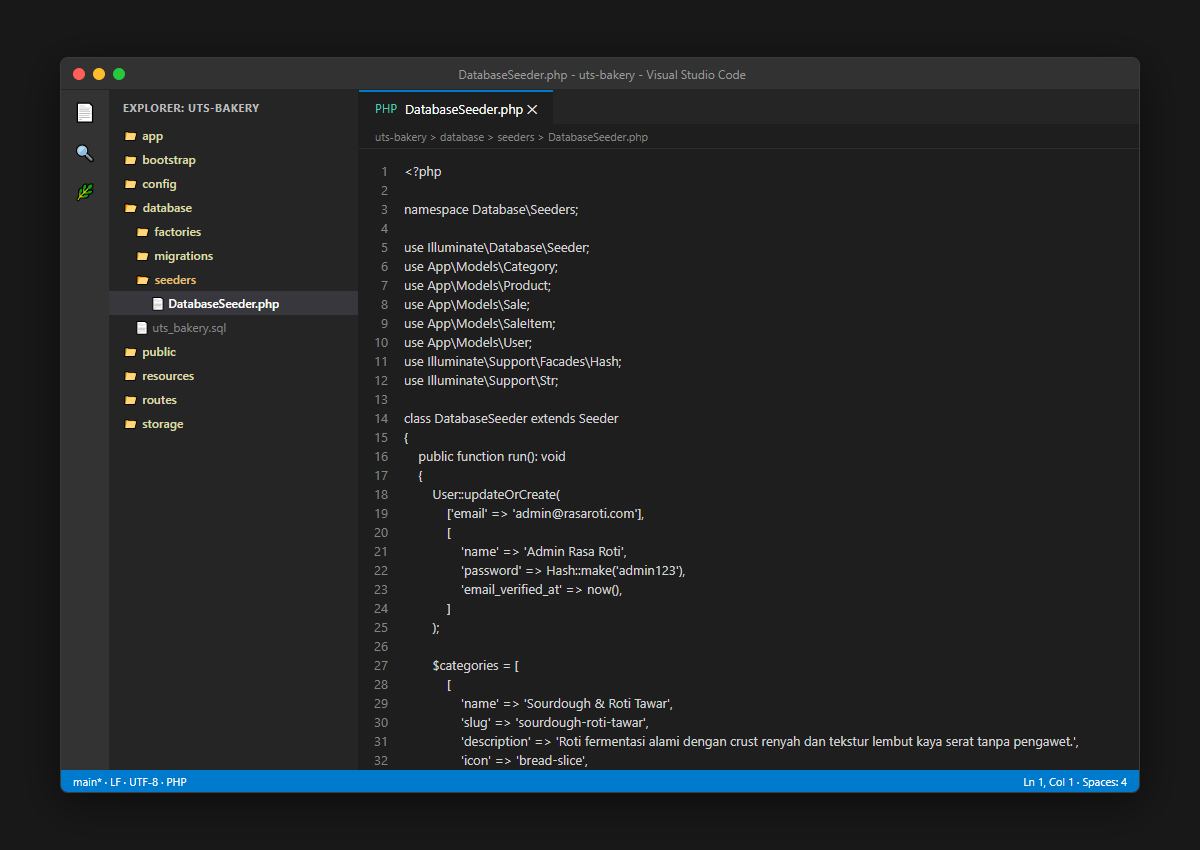 DatabaseSeeder.php - uts-bakery - Visual Studio Code
EXPLORER: UTS-BAKERY
app
bootstrap
config
database
factories
migrations
seeders
DatabaseSeeder.php
uts_bakery.sql
public
resources
routes
storage
PHP DatabaseSeeder.php ✕
uts-bakery > database > seeders > DatabaseSeeder.php
1 <?php
2
3 namespace Database\Seeders;
4
5 use Illuminate\Database\Seeder;
6 use App\Models\Category;
7 use App\Models\Product;
8 use App\Models\Sale;
9 use App\Models\SaleItem;
10 use App\Models\User;
11 use Illuminate\Support\Facades\Hash;
12 use Illuminate\Support\Str;
13
14 class DatabaseSeeder extends Seeder
15 {
16     public function run(): void
17     {
18         User::updateOrCreate(
19             ['email' => 'admin@rasaroti.com'],
20             [
21                 'name' => 'Admin Rasa Roti',
22                 'password' => Hash::make('admin123'),
23                 'email_verified_at' => now(),
24             ]
25         );
26
27         $categories = [
28             [
29                 'name' => 'Sourdough & Roti Tawar',
30                 'slug' => 'sourdough-roti-tawar',
31                 'description' => 'Roti fermentasi alami dengan crust renyah dan tekstur lembut kaya serat tanpa pengawet.',
32                 'icon' => 'bread-slice',
main* · LF · UTF-8 · PHP
Ln 1, Col 1 · Spaces: 4